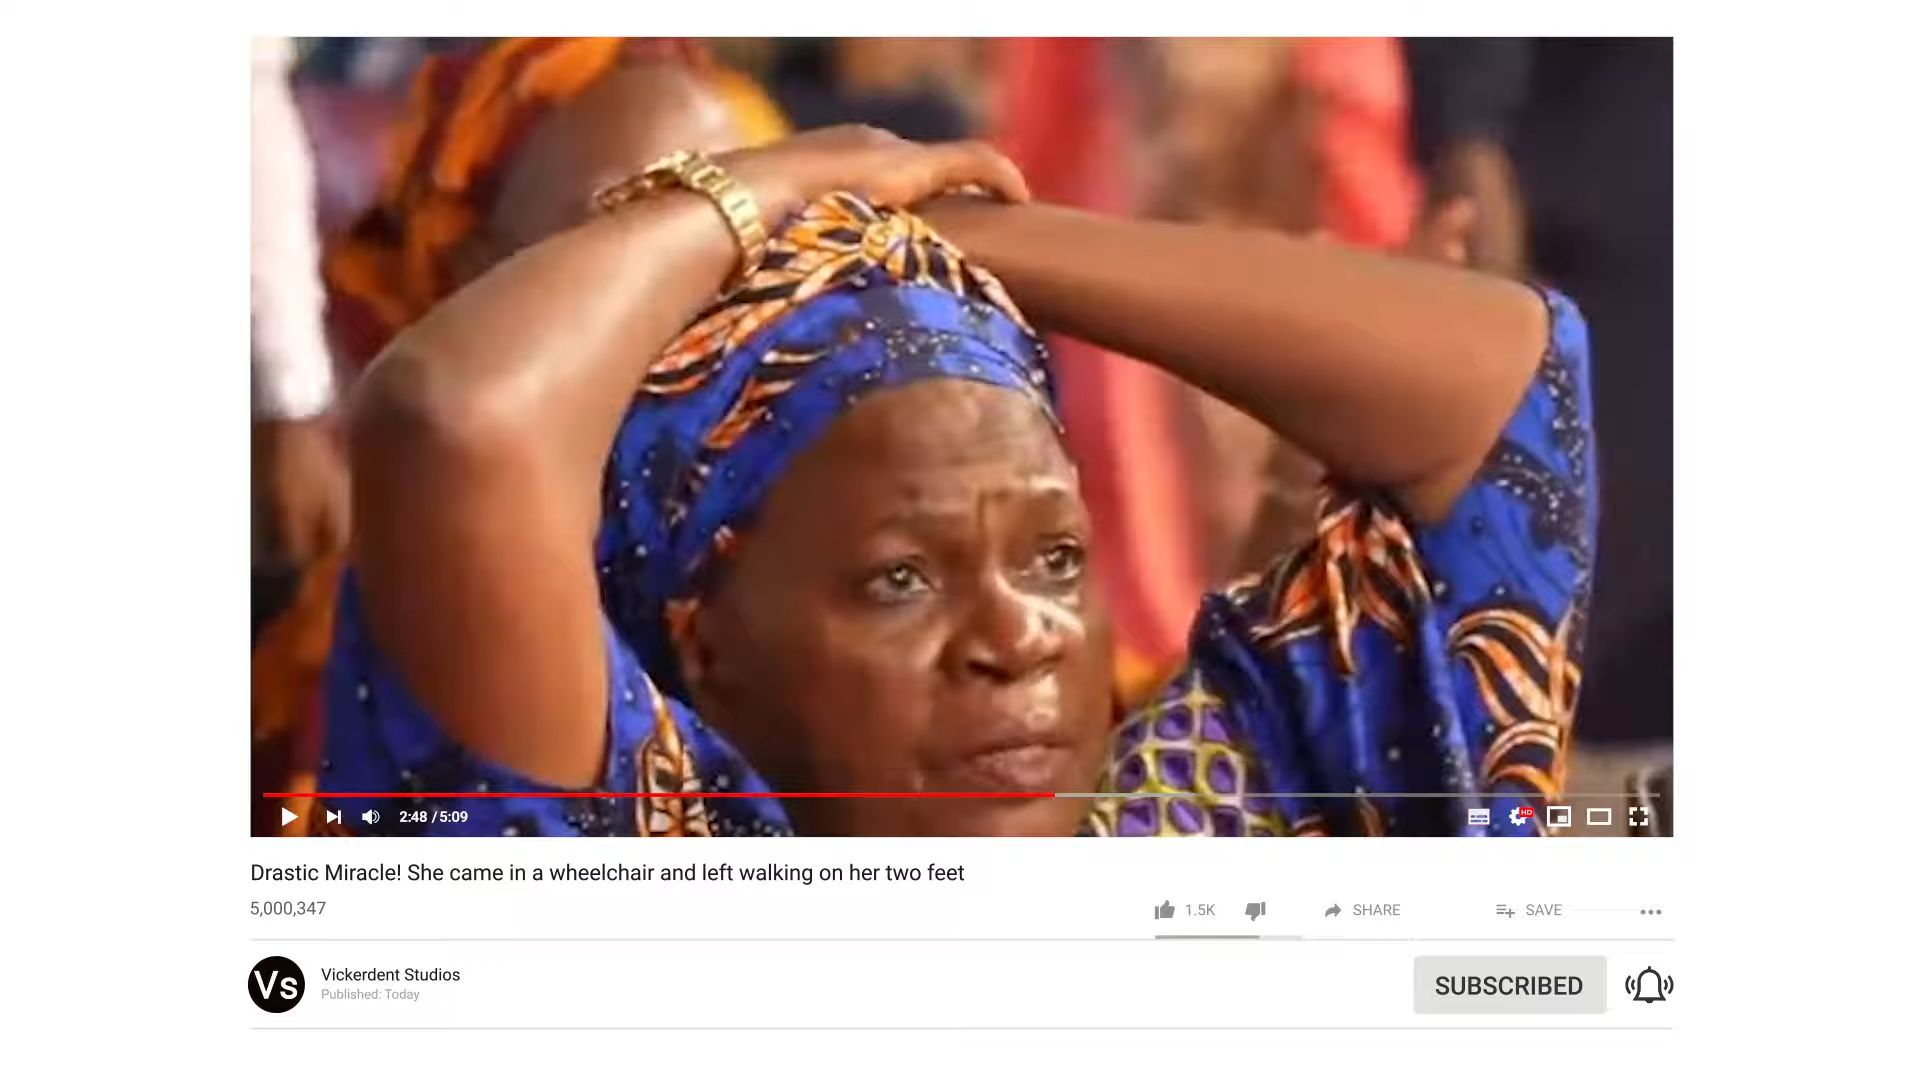 HD
2:48 / 5:09
Drastic Miracle! She came in a wheelchair and left walking on her two feet
5,000,347
1.5K
SHARE
SAVE
Vs
Vickerdent Studios
Published: Today
SUBSCRIBED